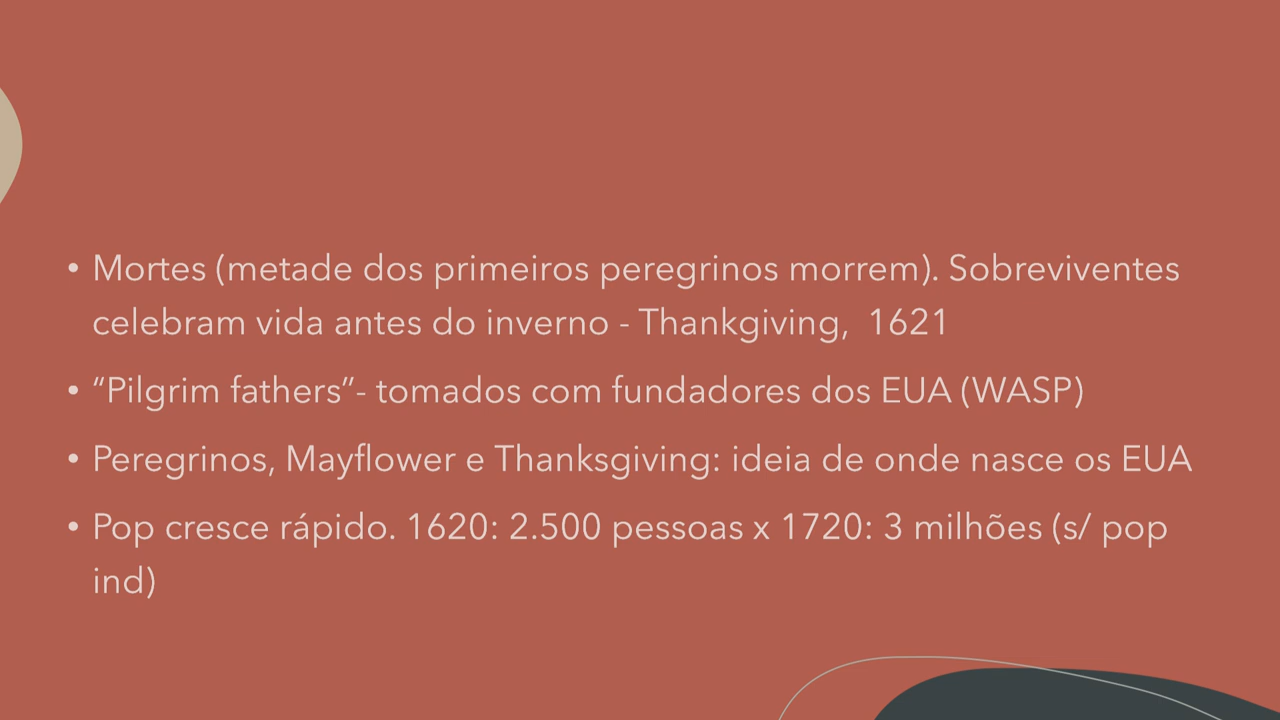 • Mortes (metade dos primeiros peregrinos morrem). Sobreviventes
celebram vida antes do inverno - Thankgiving,  1621
• “Pilgrim fathers”- tomados com fundadores dos EUA (WASP)
• Peregrinos, Mayflower e Thanksgiving: ideia de onde nasce os EUA
• Pop cresce rápido. 1620: 2.500 pessoas x 1720: 3 milhões (s/ pop
ind)